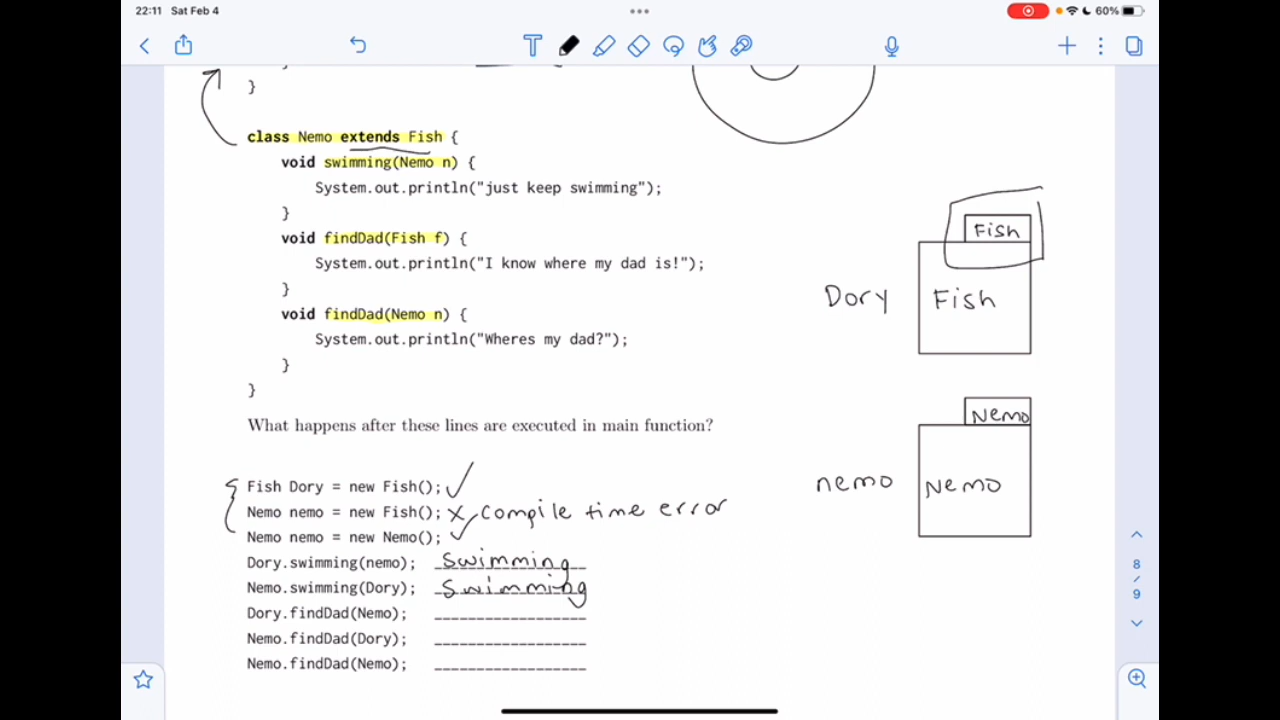 22:11 Sat Feb 4
60%
}
class Nemo extends Fish {
void swimming(Nemo n) {
System.out.println("just keep swimming");
}
void findDad(Fish f) {
System.out.println("I know where my dad is!");
}
void findDad(Nemo n) {
System.out.println("Wheres my dad?");
}
}
Fish
Dory Fish
Nemo
nemo Nemo
What happens after these lines are executed in main function?
Fish Dory = new Fish(); ✓
Nemo nemo = new Fish(); x compile time error
Nemo nemo = new Nemo(); ✓
Dory.swimming(nemo); swimming
Nemo.swimming(Dory); swimming
Dory.findDad(Nemo); __________________
Nemo.findDad(Dory); __________________
Nemo.findDad(Nemo); __________________
8
/
9